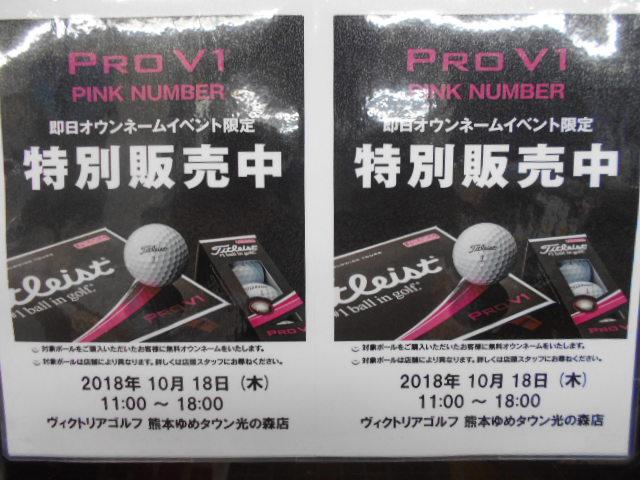 PRO V1
PINK NUMBER
即日オウンネームイベント限定
特別販売中
Titleist
#1 ball in golf.
PRO V1
対象ボールをご購入いただいたお客様に無料オウンネームをいたします。
対象ボールは店舗により異なります。詳しくは店頭スタッフにお尋ねください。
2018年 10月 18日（木）
11:00 ～ 18:00
ヴィクトリアゴルフ 熊本ゆめタウン光の森店
PRO V1
PINK NUMBER
即日オウンネームイベント限定
特別販売中
Titleist
#1 ball in golf.
PRO V1
対象ボールをご購入いただいたお客様に無料オウンネームをいたします。
対象ボールは店舗により異なります。詳しくは店頭スタッフにお尋ねください。
2018年 10月 18日（木）
11:00 ～ 18:00
ヴィクトリアゴルフ 熊本ゆめタウン光の森店